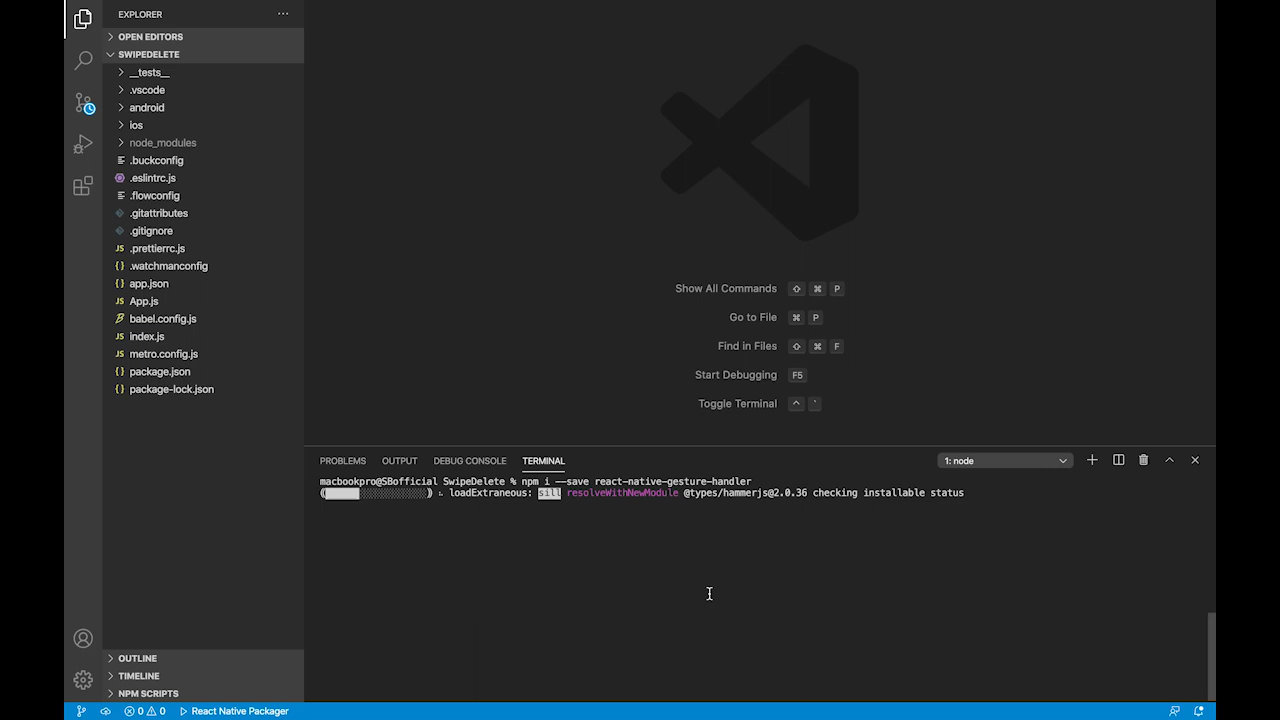 EXPLORER
OPEN EDITORS
SWIPEDELETE
__tests__
.vscode
android
ios
node_modules
.buckconfig
.eslintrc.js
.flowconfig
.gitattributes
.gitignore
JS .prettierrc.js
{} .watchmanconfig
{} app.json
JS App.js
babel.config.js
JS index.js
JS metro.config.js
{} package.json
{} package-lock.json
OUTLINE
TIMELINE
NPM SCRIPTS
Show All Commands ⇧ ⌘ P
Go to File ⌘ P
Find in Files ⇧ ⌘ F
Start Debugging F5
Toggle Terminal ^ `
PROBLEMS OUTPUT DEBUG CONSOLE TERMINAL 1: node
macbookpro@SBofficial SwipeDelete % npm i --save react-native-gesture-handler
loadExtraneous: sill resolveWithNewModule @types/hammerjs@2.0.36 checking installable status
0 0 React Native Packager